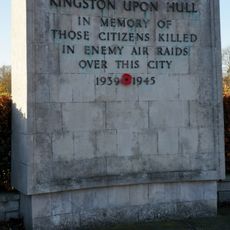 KINGSTON UPON HULL
IN MEMORY OF
THOSE CITIZENS KILLED
IN ENEMY AIR RAIDS
OVER THIS CITY
1939 1945